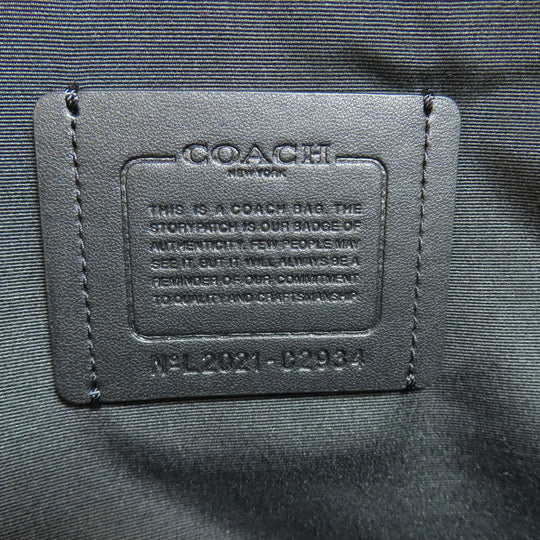 COACH
NEW YORK
THIS IS A COACH BAG. THE
STORYPATCH IS OUR BADGE OF
AUTHENTICITY. FEW PEOPLE MAY
SEE IT, BUT IT WILL ALWAYS BE A
REMINDER OF OUR COMMITMENT
TO QUALITY AND CRAFTSMANSHIP.
Nº L2021-C2934